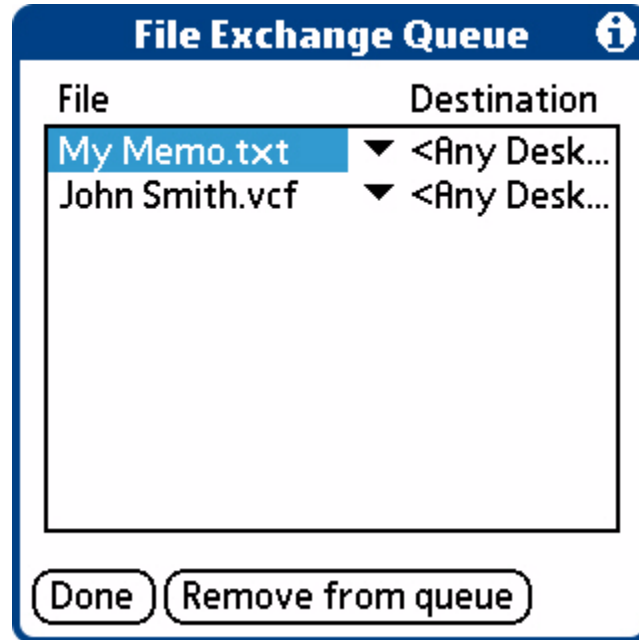 File Exchange Queue
File Destination
My Memo.txt <Any Desk...
John Smith.vcf <Any Desk...
Done Remove from queue